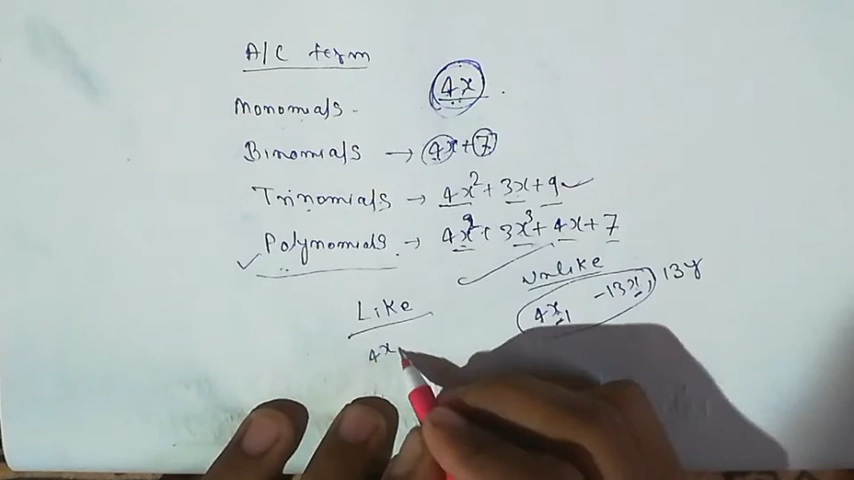 A/C term
4x
Monomials -
Binomials → 4x + 7
Trinomials → 4x² + 3x + 9
Polynomials → 4x⁹ + 3x³ + 4x + 7
Like
Unlike
4x, -13x, 13y
4x